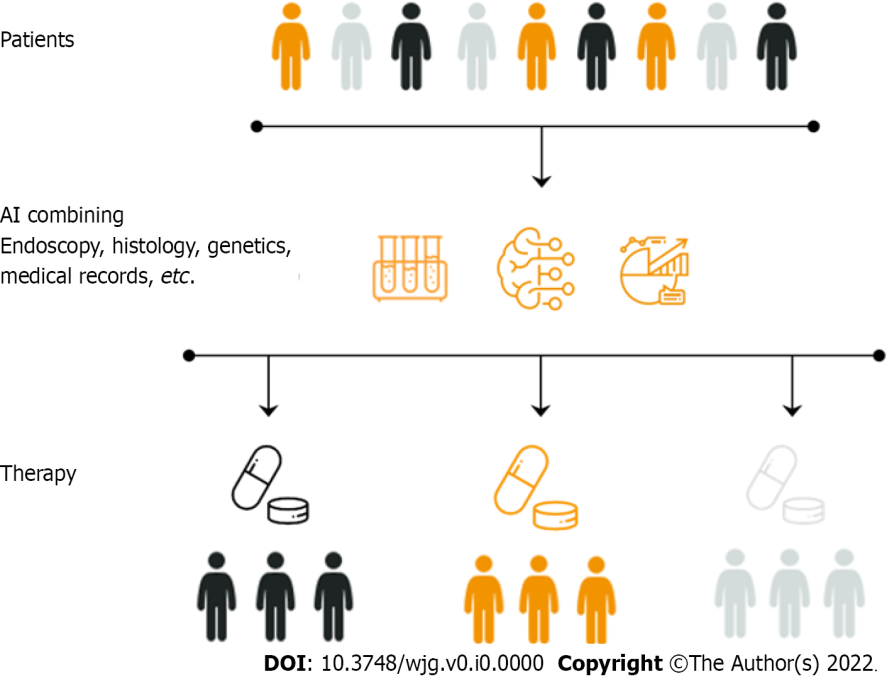 Patients
AI combining
Endoscopy, histology, genetics,
medical records, etc.
Therapy
DOI: 10.3748/wjg.v0.i0.0000 Copyright ©The Author(s) 2022.